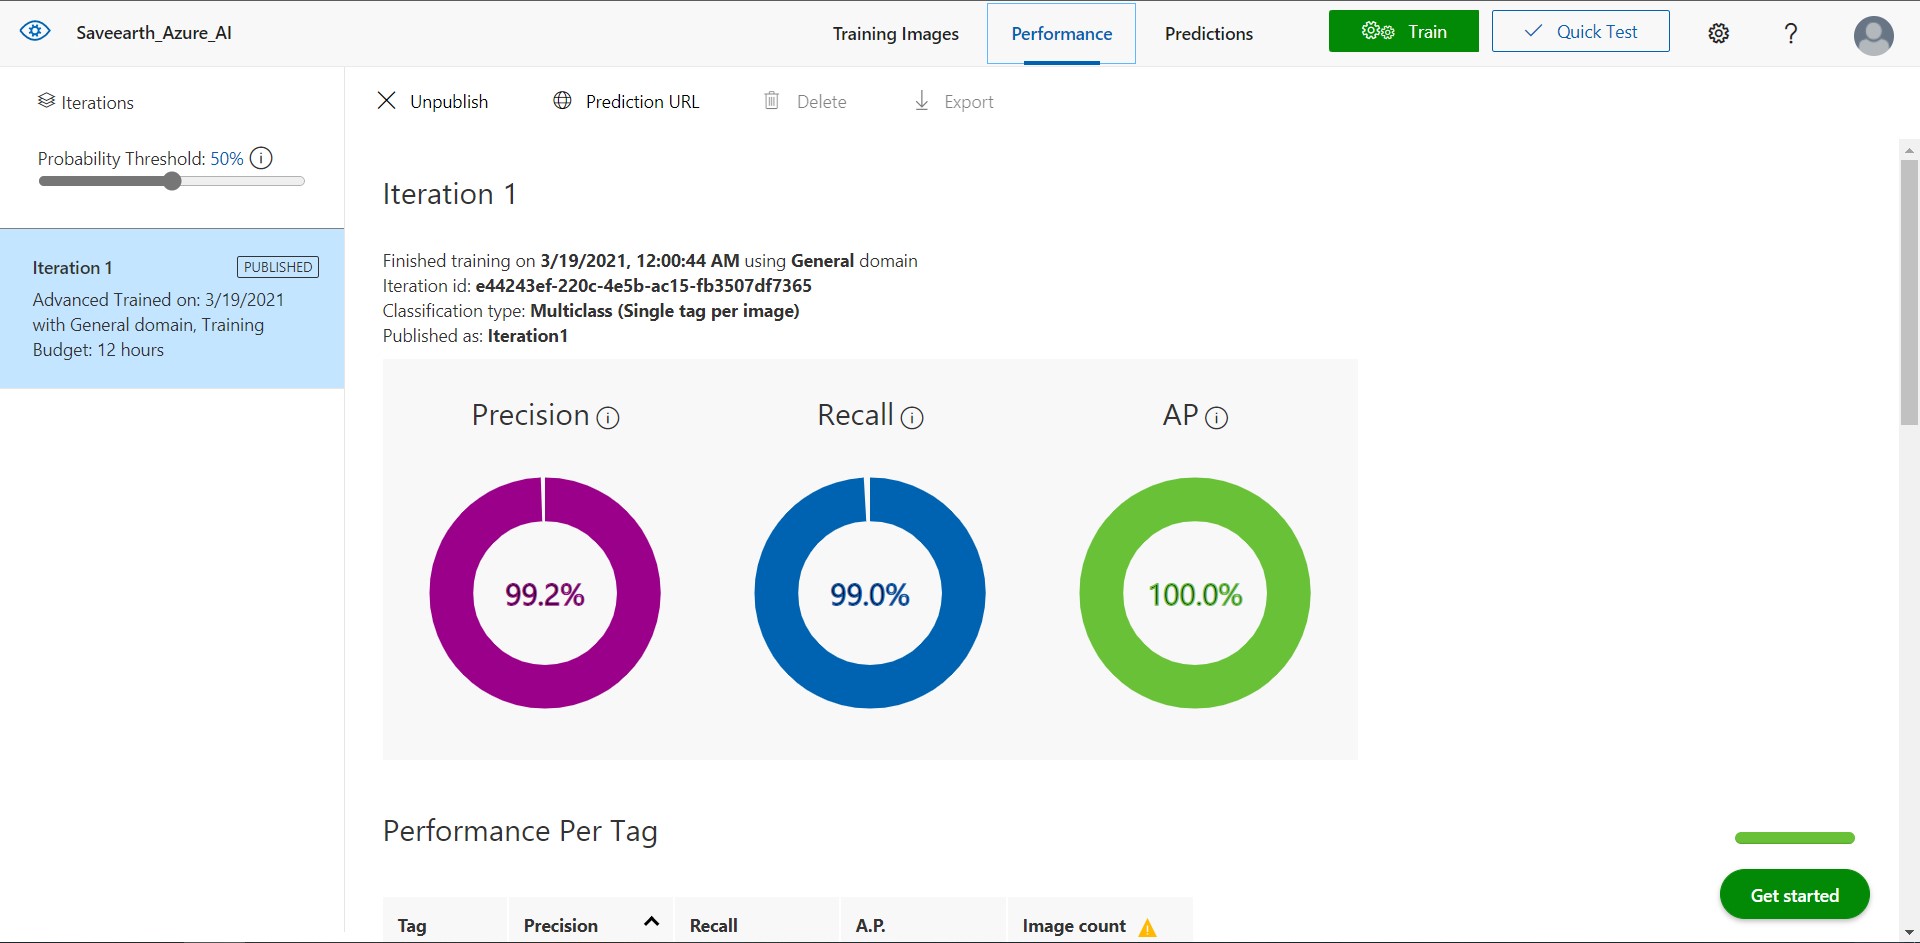 Saveearth_Azure_AI
Training Images
Performance
Predictions
Train
Quick Test
?
Iterations
Probability Threshold: 50%
Iteration 1
PUBLISHED
Advanced Trained on: 3/19/2021
with General domain, Training
Budget: 12 hours
Unpublish
Prediction URL
Delete
Export
Iteration 1
Finished training on 3/19/2021, 12:00:44 AM using General domain
Iteration id: e44243ef-220c-4e5b-ac15-fb3507df7365
Classification type: Multiclass (Single tag per image)
Published as: Iteration1
Precision
Recall
AP
99.2%
99.0%
100.0%
Performance Per Tag
Get started
Tag
Precision
Recall
A.P.
Image count